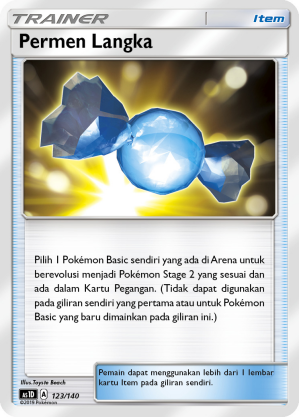 TRAINER Item
Permen Langka
Pilih 1 Pokémon Basic sendiri yang ada di Arena untuk
berevolusi menjadi Pokémon Stage 2 yang sesuai dan
ada dalam Kartu Pegangan. (Tidak dapat digunakan
pada giliran sendiri yang pertama atau untuk Pokémon
Basic yang baru dimainkan pada giliran ini.)
Pemain dapat menggunakan lebih dari 1 lembar
kartu Item pada giliran sendiri.
Illus. Toyste Beach
AS1D A 123/140
©2019 Pokémon